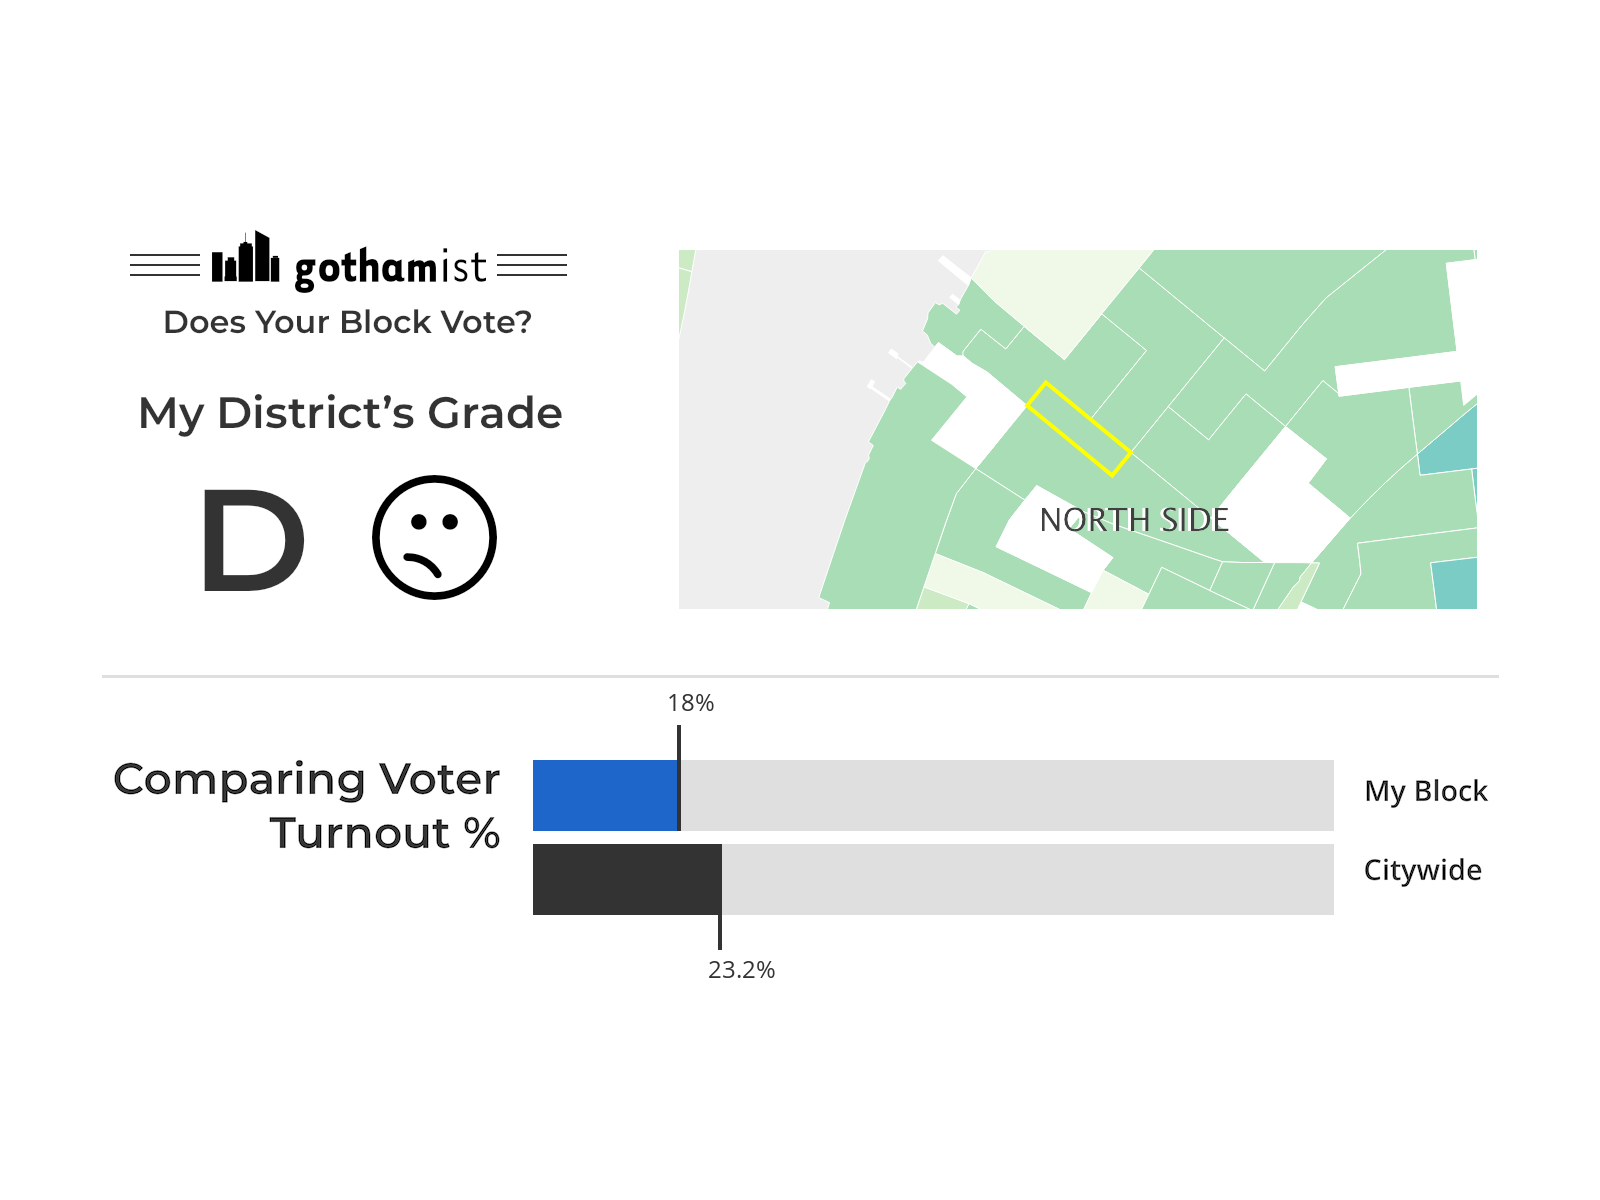 gothamist
Does Your Block Vote?
My District’s Grade
D
NORTH SIDE
18%
Comparing Voter
Turnout %
My Block
Citywide
23.2%